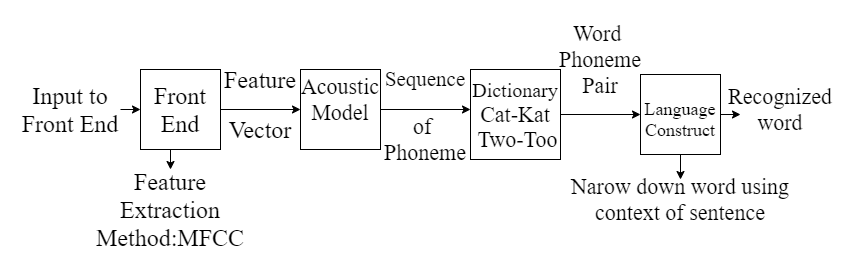 Input to
Front End
Front
End
Feature
Vector
Feature
Extraction
Method:MFCC
Acoustic
Model
Sequence
of
Phoneme
Dictionary
Cat-Kat
Two-Too
Word
Phoneme
Pair
Language
Construct
Narow down word using
context of sentence
Recognized
word